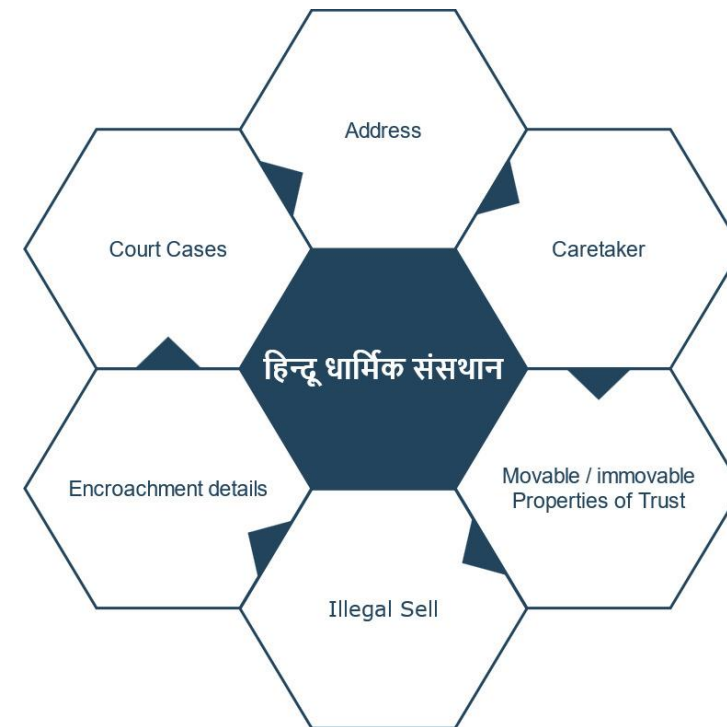 Address
Court Cases
Caretaker
हिन्दू धार्मिक संसथान
Encroachment details
Movable / immovable
Properties of Trust
Illegal Sell